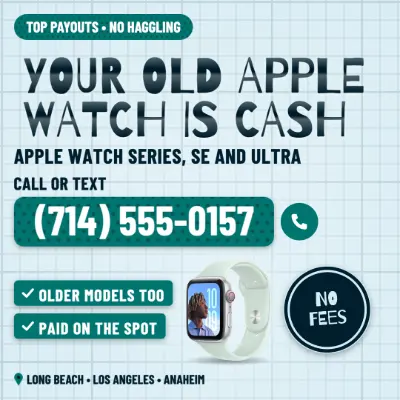 TOP PAYOUTS • NO HAGGLING
YOUR OLD APPLE
WATCH IS CASH
APPLE WATCH SERIES, SE AND ULTRA
CALL OR TEXT
(714) 555-0157
OLDER MODELS TOO
PAID ON THE SPOT
NO
FEES
LONG BEACH • LOS ANGELES • ANAHEIM